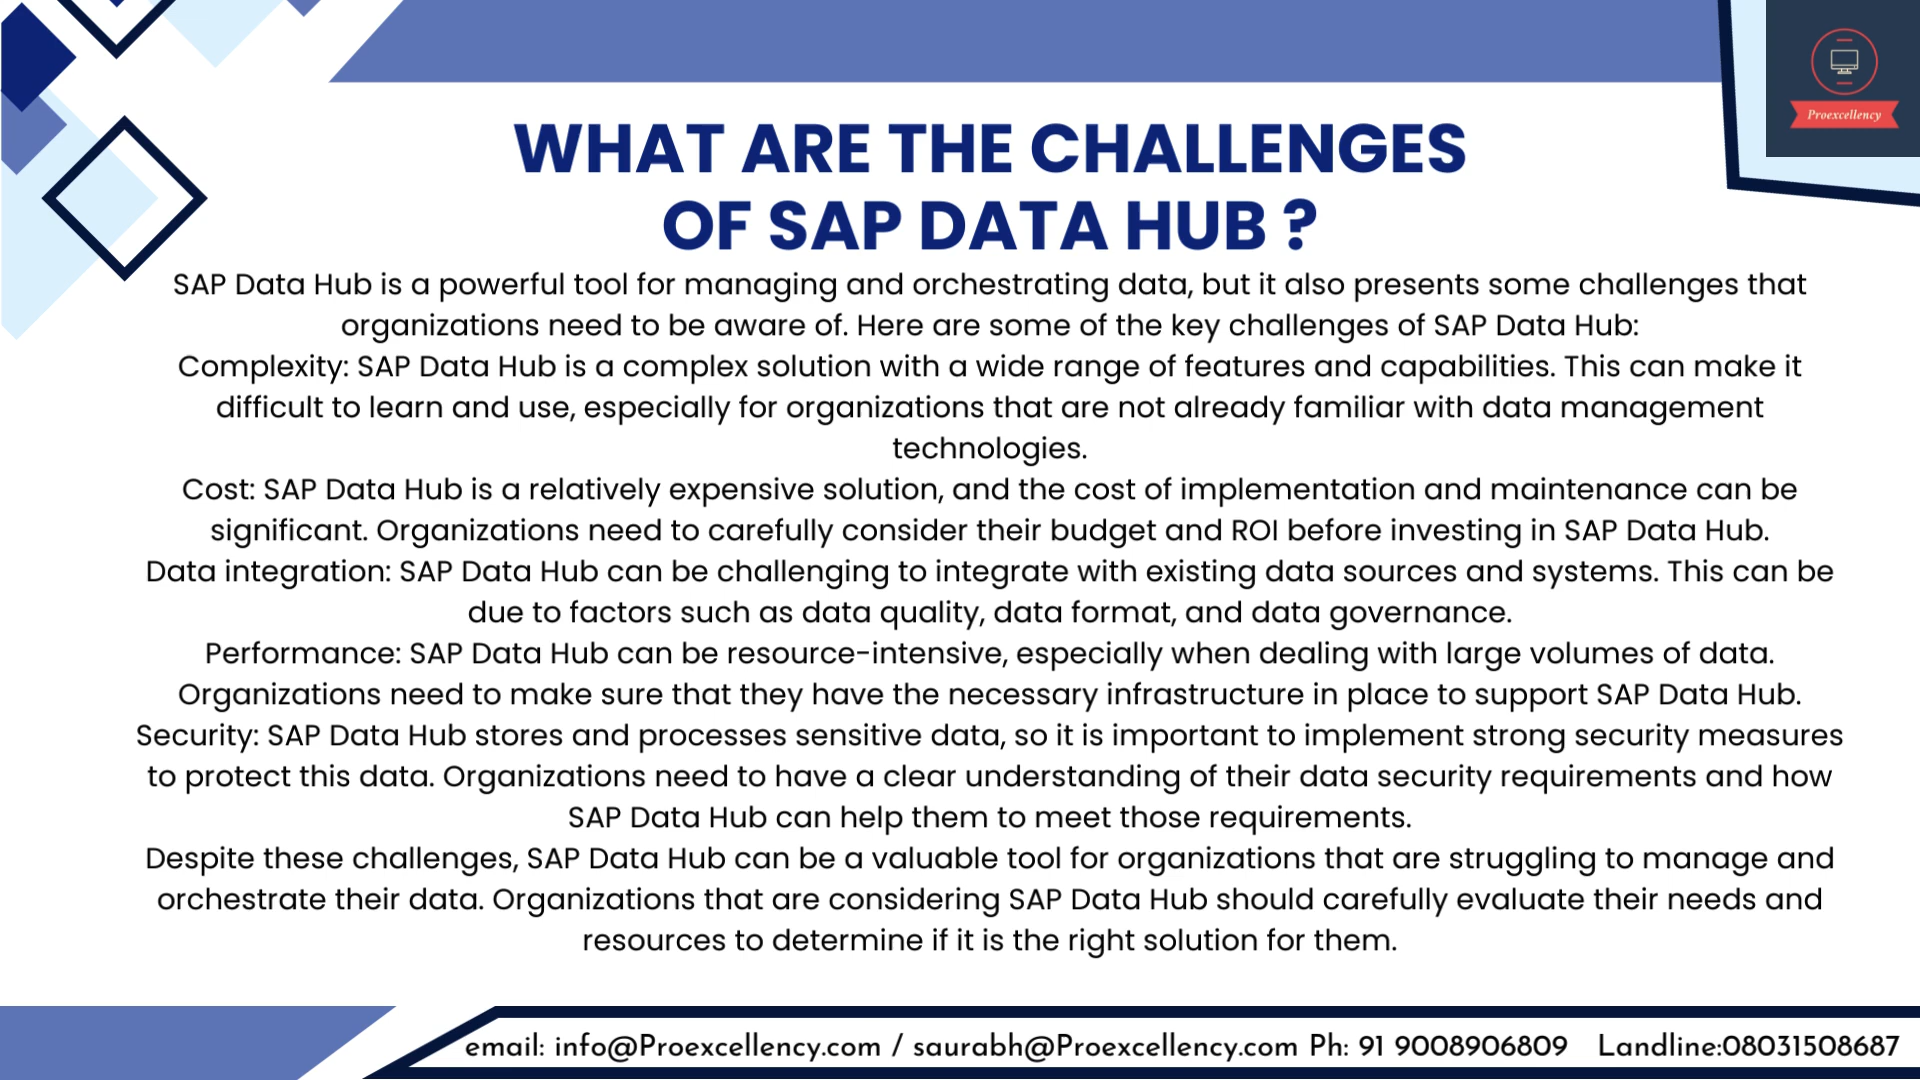 Proexcellency
WHAT ARE THE CHALLENGES
OF SAP DATA HUB ?
SAP Data Hub is a powerful tool for managing and orchestrating data, but it also presents some challenges that
organizations need to be aware of. Here are some of the key challenges of SAP Data Hub:
Complexity: SAP Data Hub is a complex solution with a wide range of features and capabilities. This can make it
difficult to learn and use, especially for organizations that are not already familiar with data management
technologies.
Cost: SAP Data Hub is a relatively expensive solution, and the cost of implementation and maintenance can be
significant. Organizations need to carefully consider their budget and ROI before investing in SAP Data Hub.
Data integration: SAP Data Hub can be challenging to integrate with existing data sources and systems. This can be
due to factors such as data quality, data format, and data governance.
Performance: SAP Data Hub can be resource-intensive, especially when dealing with large volumes of data.
Organizations need to make sure that they have the necessary infrastructure in place to support SAP Data Hub.
Security: SAP Data Hub stores and processes sensitive data, so it is important to implement strong security measures
to protect this data. Organizations need to have a clear understanding of their data security requirements and how
SAP Data Hub can help them to meet those requirements.
Despite these challenges, SAP Data Hub can be a valuable tool for organizations that are struggling to manage and
orchestrate their data. Organizations that are considering SAP Data Hub should carefully evaluate their needs and
resources to determine if it is the right solution for them.
email: info@Proexcellency.com / saurabh@Proexcellency.com Ph: 91 9008906809 Landline:08031508687